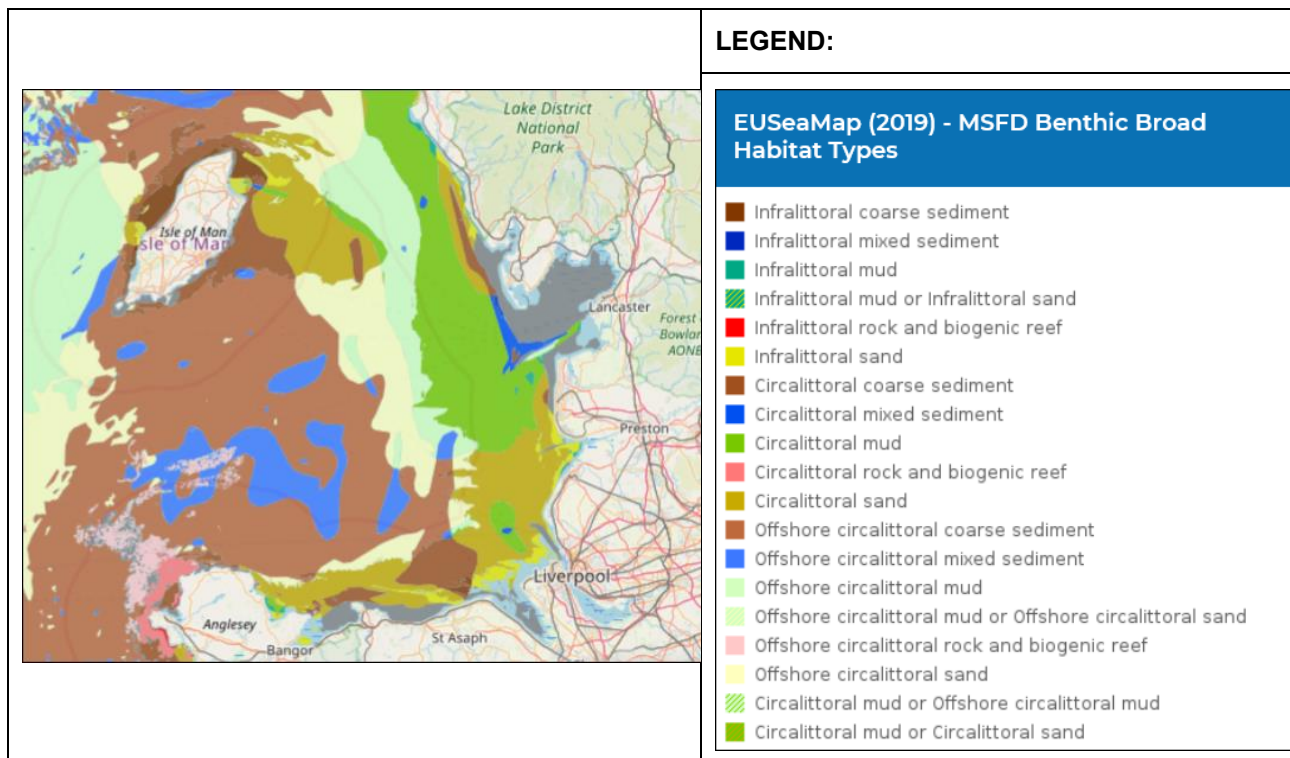 LEGEND:
Lake District
National
Park
Isle of Man
Isle of Man
Lancaster
Forest
Bowlan
AONB
Preston
Liverpool
Anglesey
St Asaph
Bangor
EUSeaMap (2019) - MSFD Benthic Broad
Habitat Types
Infralittoral coarse sediment
Infralittoral mixed sediment
Infralittoral mud
Infralittoral mud or Infralittoral sand
Infralittoral rock and biogenic reef
Infralittoral sand
Circalittoral coarse sediment
Circalittoral mixed sediment
Circalittoral mud
Circalittoral rock and biogenic reef
Circalittoral sand
Offshore circalittoral coarse sediment
Offshore circalittoral mixed sediment
Offshore circalittoral mud
Offshore circalittoral mud or Offshore circalittoral sand
Offshore circalittoral rock and biogenic reef
Offshore circalittoral sand
Circalittoral mud or Offshore circalittoral mud
Circalittoral mud or Circalittoral sand